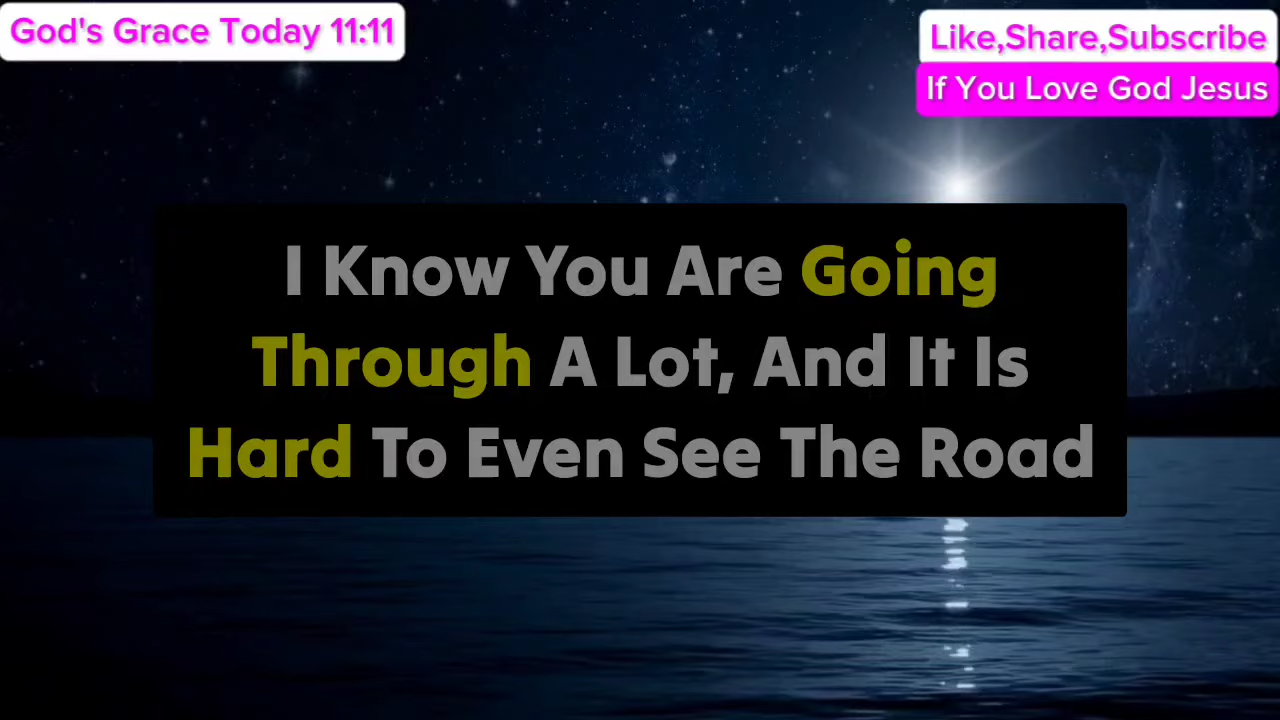 God's Grace Today 11:11
Like,Share,Subscribe
If You Love God Jesus
I Know You Are Going
Through A Lot, And It Is
Hard To Even See The Road